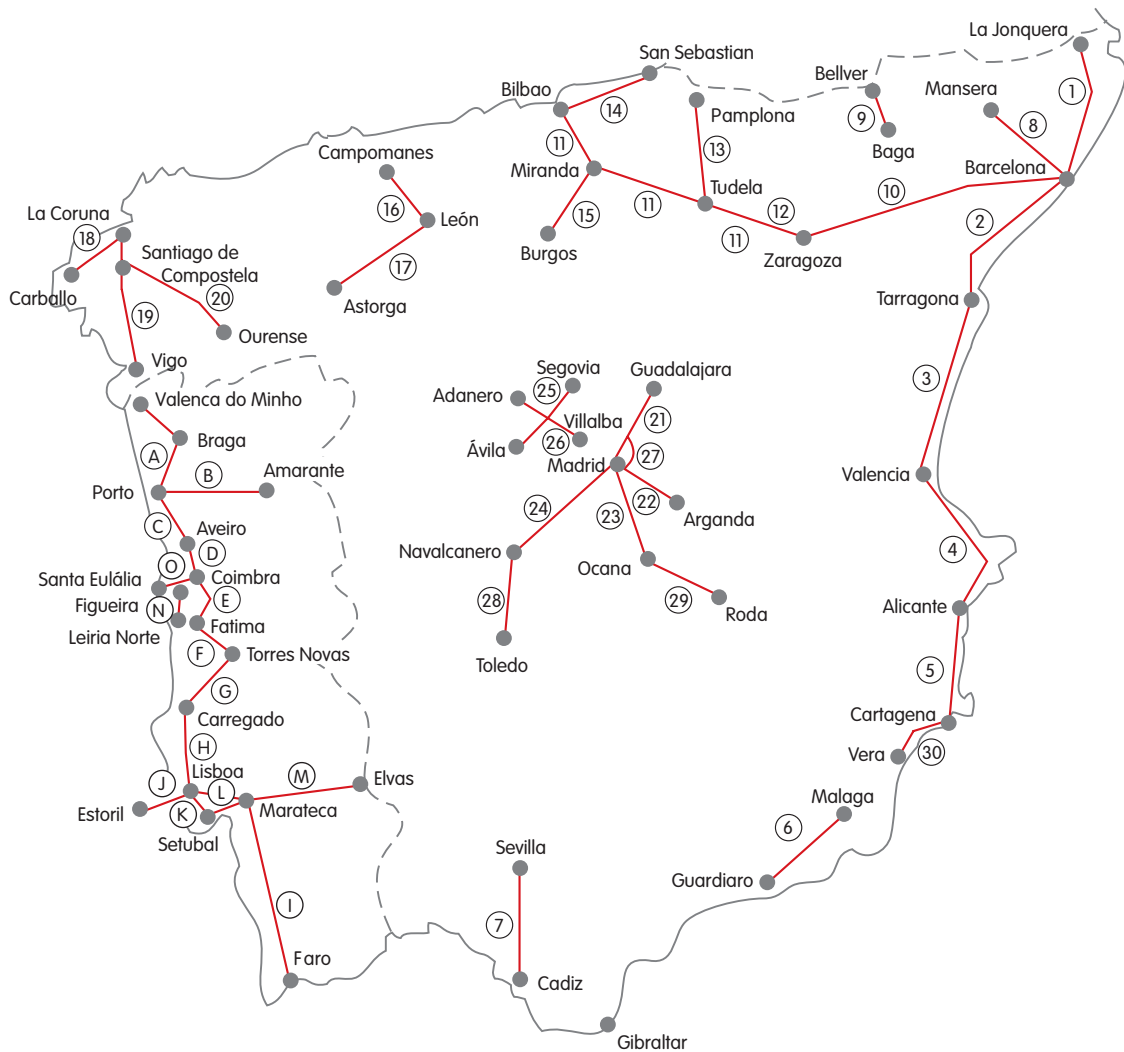 La Jonquera
San Sebastian
Bellver
Mansera
1
Bilbao
14
Pamplona
8
9
Campomanes
11
13
Baga
Miranda
Barcelona
10
16
Tudela
La Coruna
15
11
12
2
León
18
11
Burgos
Zaragoza
Santiago de
Compostela
17
Carballo
20
Astorga
Tarragona
19
Ourense
Vigo
Segovia
Guadalajara
3
25
Adanero
Valenca do Minho
Villalba
21
Braga
26
Ávila
27
A
Madrid
Amarante
B
Valencia
Porto
22
24
23
Arganda
C
Aveiro
D
Navalcanero
4
O
Ocana
Santa Eulália
Coimbra
28
29
E
Figueira
N
Roda
Alicante
Fatima
Leiria Norte
Toledo
F
Torres Novas
5
G
Carregado
Cartagena
H
Vera
30
Lisboa
M
J
L
Elvas
Malaga
Estoril
K
Marateca
6
Setubal
Sevilla
Guardiaro
I
7
Faro
Cadiz
Gibraltar